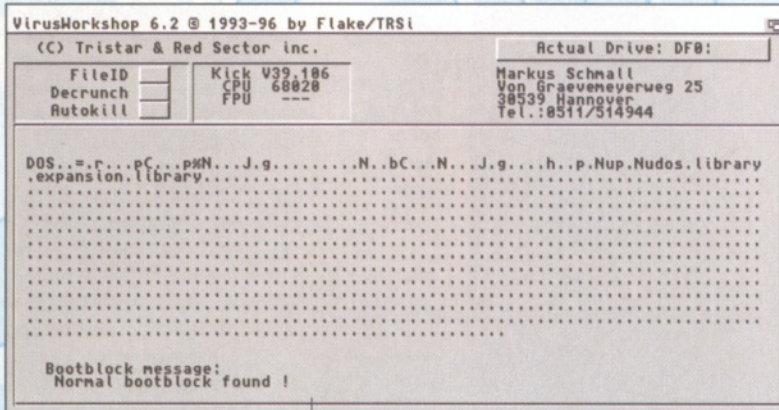 VirusWorkshop 6.2 © 1993-96 by Flake/TRSi
(C) Tristar & Red Sector inc.
Actual Drive: DF0:
FileID
Decrunch
Autokill
Kick V39.106
CPU 68020
FPU ---
Markus Schmall
Von Graevemeyerweg 25
30539 Hannover
Tel.:0511/514944
DOS..=.r...pC...p%N...J.g.........N..bC...N...J.g....h..p.Nup.Nudos.library
.expansion.library.........................................................
...........................................................................
...........................................................................
...........................................................................
...........................................................................
...........................................................................
...........................................................................
...........................................................................
...........................................................................
...........................................................................
...........................................................................
...........................................................................
.................................................
Bootblock message:
Normal bootblock found !